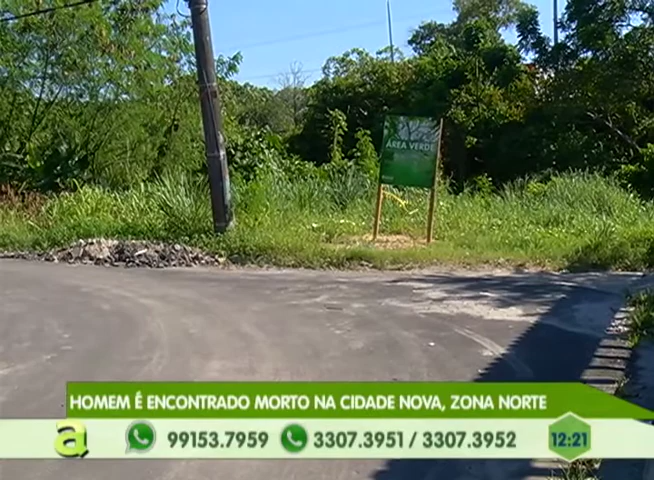 ÁREA VERDE
HOMEM É ENCONTRADO MORTO NA CIDADE NOVA, ZONA NORTE
a 99153.7959 3307.3951 / 3307.3952 12:21